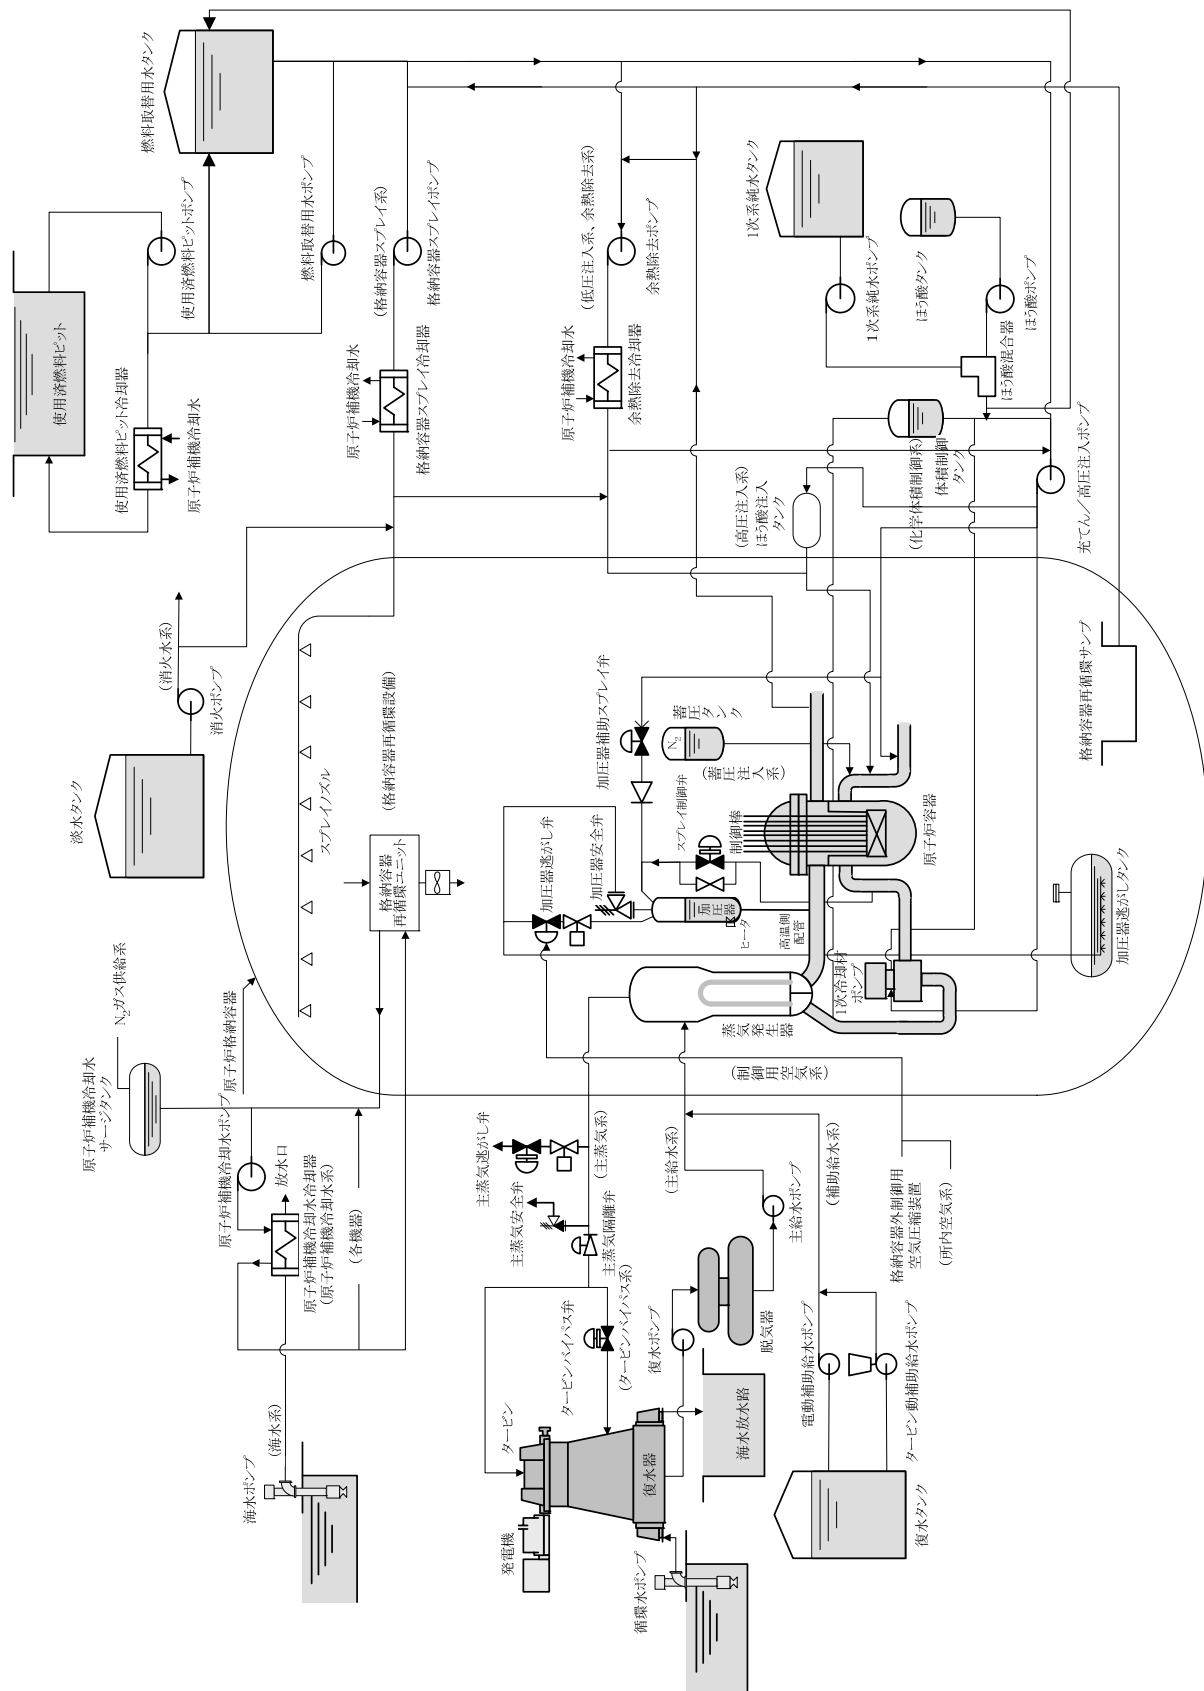 使用済燃料ピット
使用済燃料ピット冷却器
原子炉補機冷却水
使用済燃料ピットポンプ
燃料取替用水タンク
燃料取替用水ポンプ
(格納容器スプレイ系)
格納容器スプレイポンプ
原子炉補機冷却水
格納容器スプレイ冷却器
(低圧注入系、余熱除去系)
余熱除去ポンプ
原子炉補機冷却水
余熱除去冷却器
1次系純水タンク
1次系純水ポンプ
ほう酸タンク
ほう酸ポンプ
ほう酸混合器
体積制御
タンク
(化学体積制御系)
(高圧注入系)
ほう酸注入
タンク
充てん／高圧注入ポンプ
格納容器再循環サンプ
淡水タンク
消火ポンプ
(消火水系)
スプレイノズル
(格納容器再循環設備)
格納容器
再循環ユニット
加圧器補助スプレイ弁
蓄圧
タンク
N2
(蓄圧注入系)
スプレイ制御弁
制御棒
原子炉容器
加圧器逃がし弁
加圧器安全弁
加圧器
ヒータ
高温側
配管
1次冷却材
ポンプ
蒸気
発生器
加圧器逃がしタンク
(制御用空気系)
N2ガス供給系
原子炉格納容器
原子炉補機冷却水
サージタンク
原子炉補機冷却水ポンプ
放水口
原子炉補機冷却水冷却器
(原子炉補機冷却水系)
(各機器)
海水ポンプ
(海水系)
主蒸気逃がし弁
主蒸気安全弁
(主蒸気系)
主蒸気隔離弁
(主給水系)
(補助給水系)
主給水ポンプ
格納容器外制御用
空気圧縮装置
(所内空気系)
タービンバイパス弁
(タービンバイパス系)
復水ポンプ
脱気器
タービン
発電機
復水器
海水放水路
循環水ポンプ
電動補助給水ポンプ
タービン動補助給水ポンプ
復水タンク